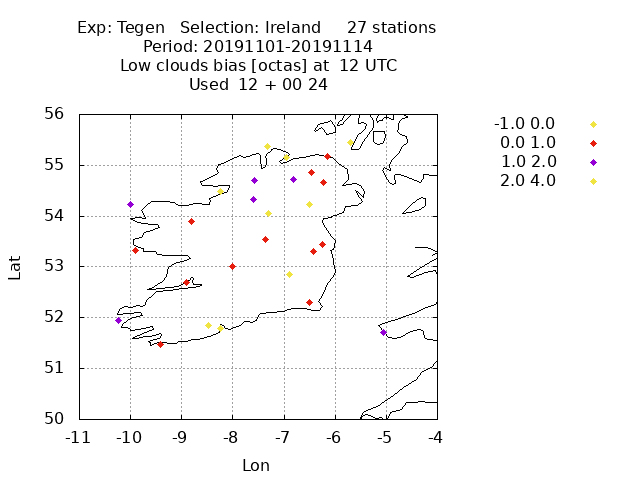 Exp: Tegen   Selection: Ireland     27 stations
Period: 20191101-20191114
Low clouds bias [octas] at  12 UTC
Used  12 + 00 24
-1.0 0.0
0.0 1.0
1.0 2.0
2.0 4.0
56
55
54
53
52
51
50
Lat
-11 -10 -9 -8 -7 -6 -5 -4
Lon